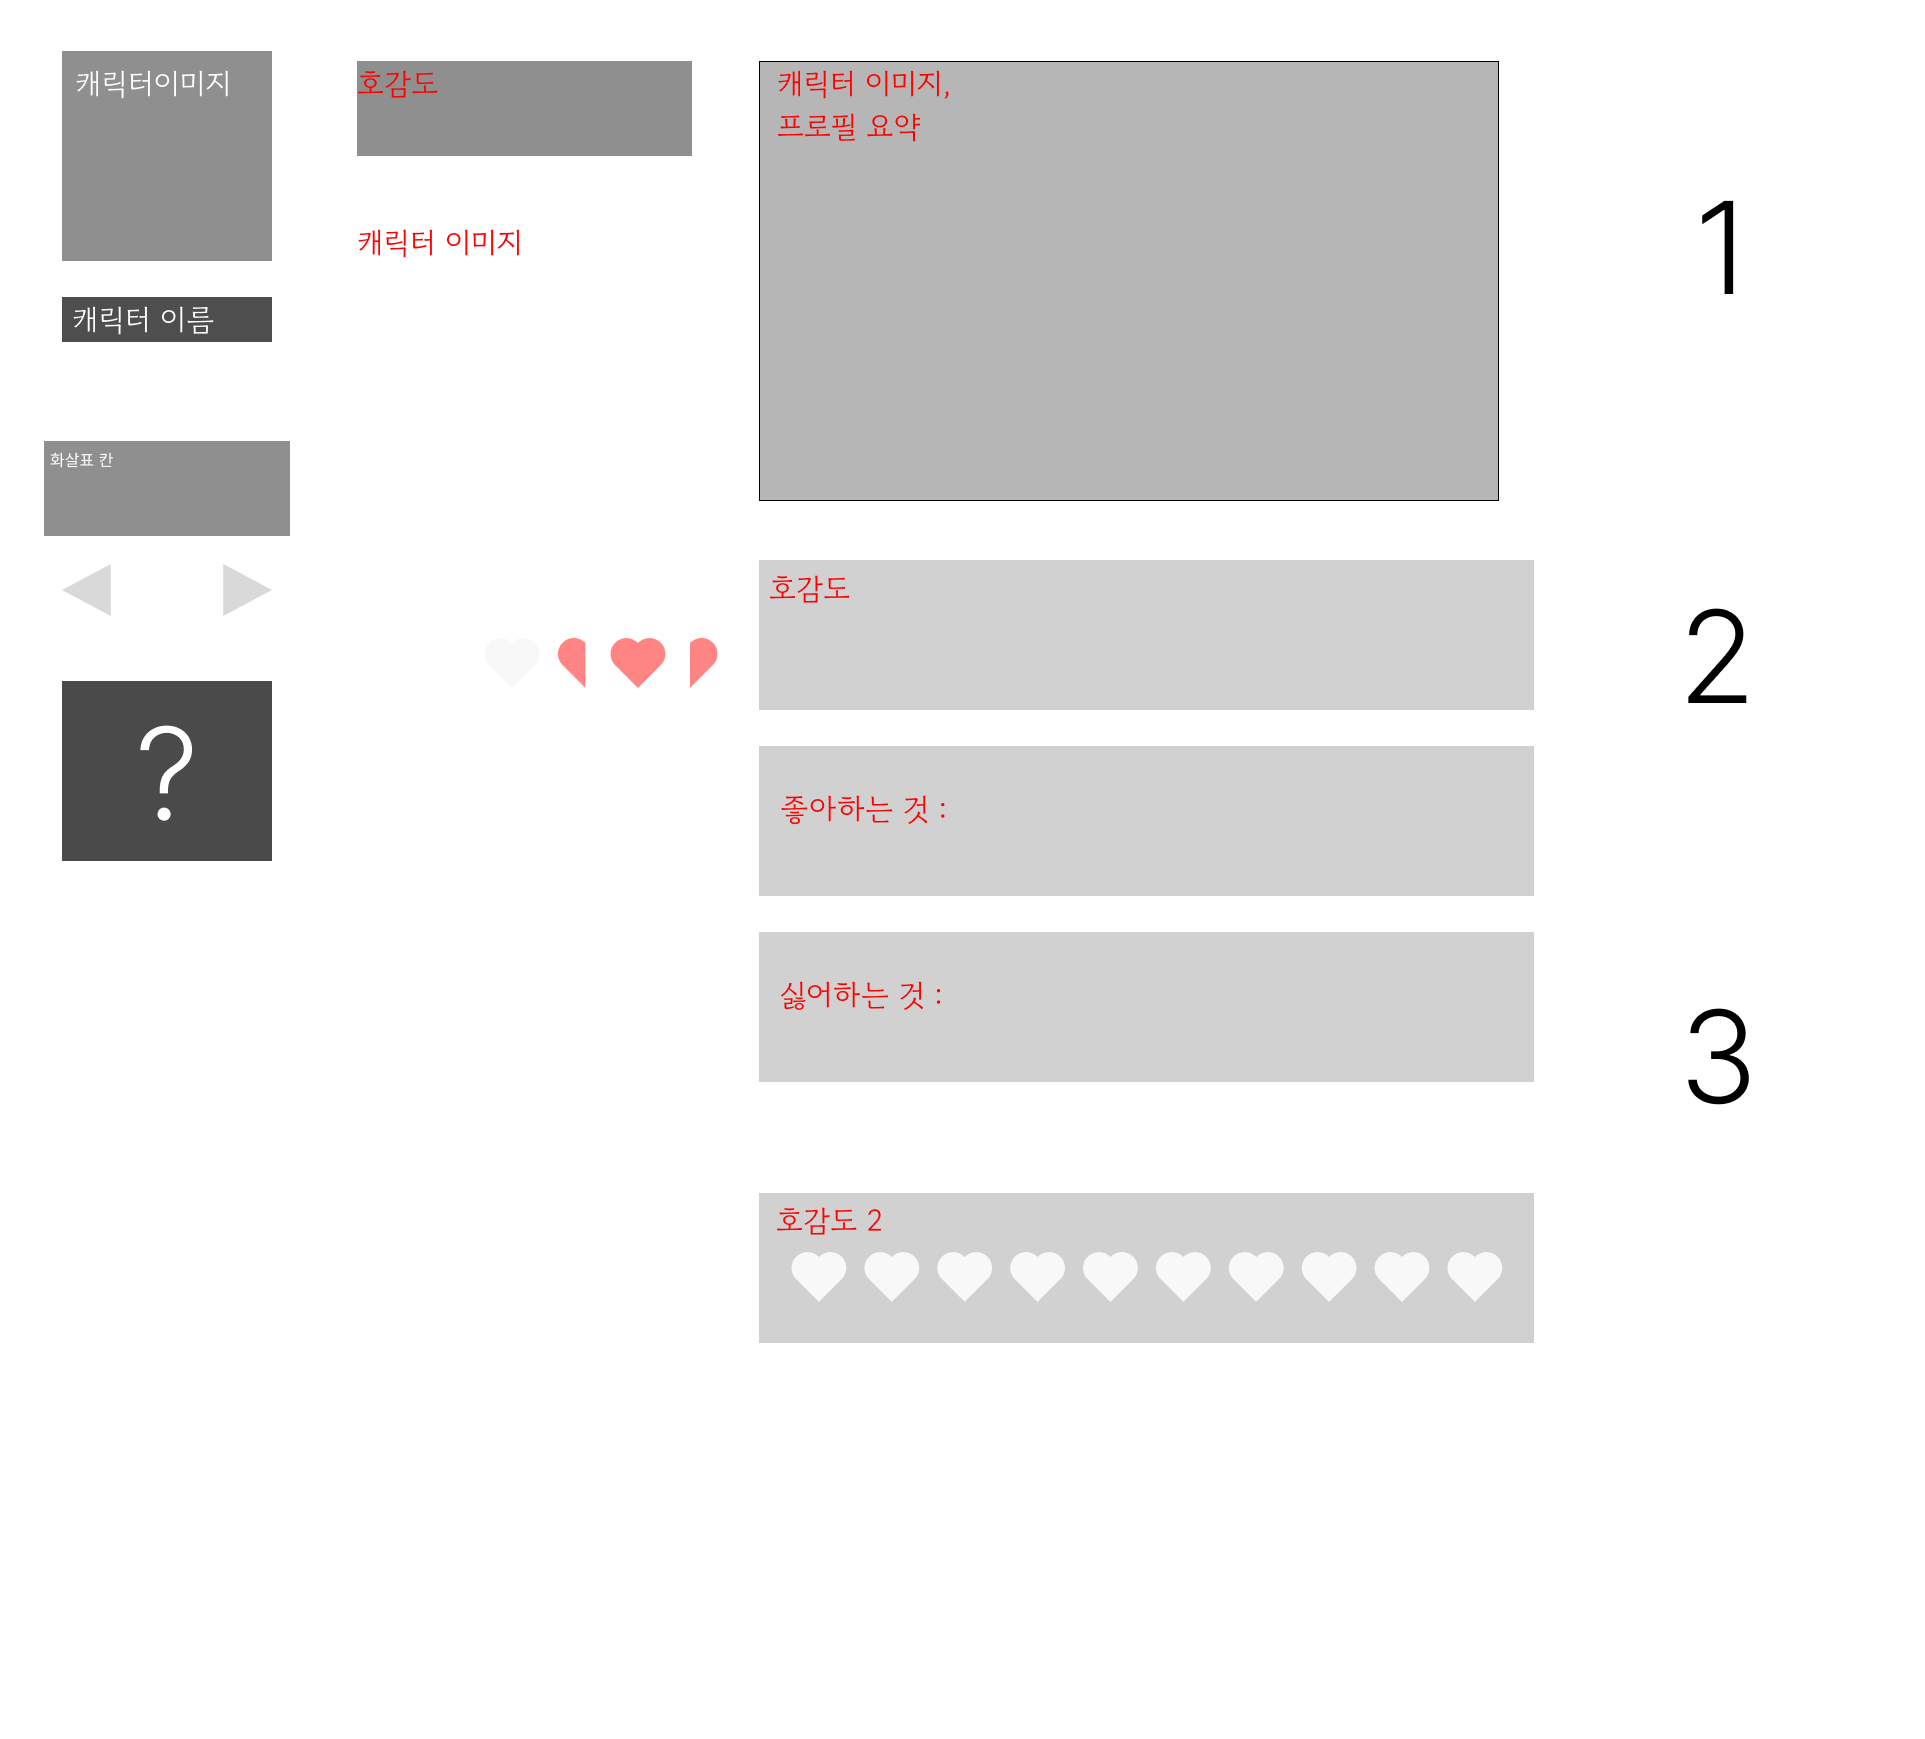 캐릭터이미지
캐릭터 이름
화살표 칸
?
호감도
캐릭터 이미지
캐릭터 이미지,
프로필 요약
호감도
좋아하는 것 :
싫어하는 것 :
호감도 2
1
2
3